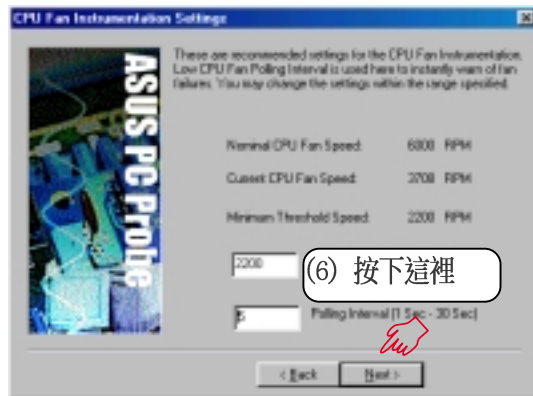 CPU Fan Instrumentation Settings
ASUS PC Probe
These are recommended settings for the CPU Fan Instrumentation.
Low CPU Fan Polling Interval is used here to instantly warn of fan
failures. You may change the settings within the range specified.
Nominal CPU Fan Speed: 6000 RPM
Current CPU Fan Speed: 3708 RPM
Minimum Threshold Speed: 2200 RPM
2200
(6) 按下這裡
5 Polling Interval (1 Sec - 30 Sec)
< Back Next >